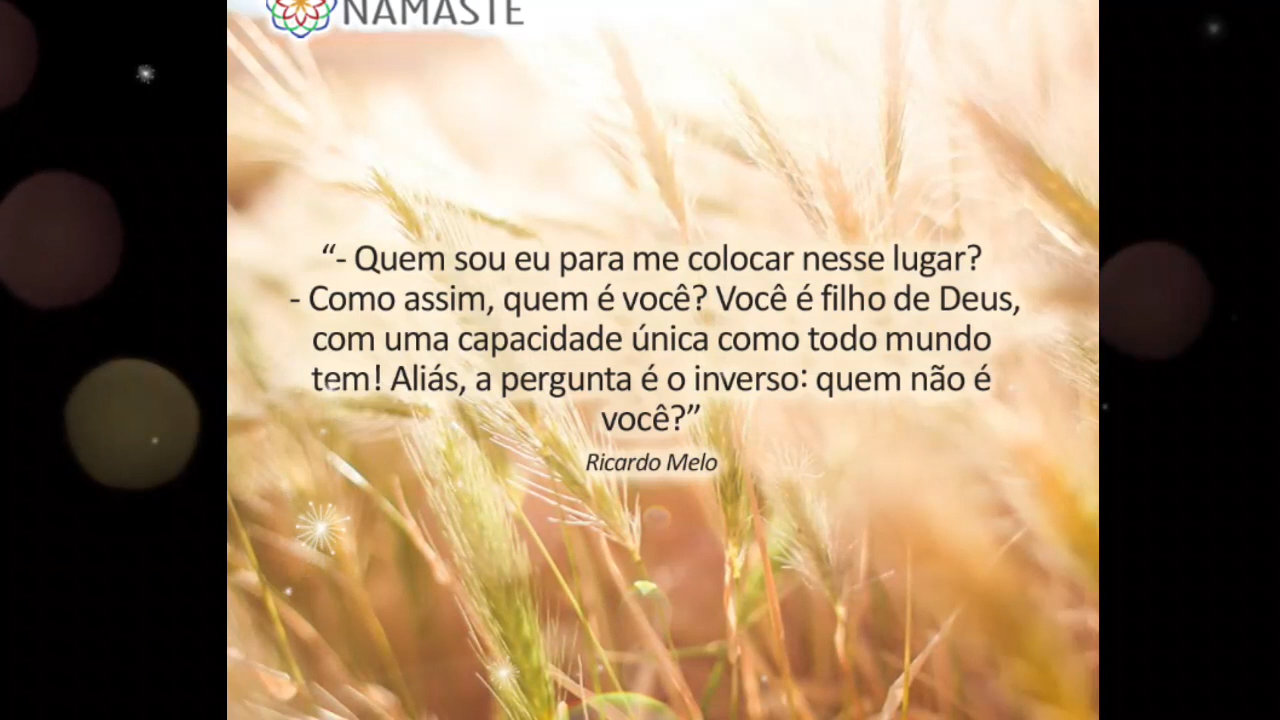 NAMASTE
“- Quem sou eu para me colocar nesse lugar?
- Como assim, quem é você? Você é filho de Deus,
com uma capacidade única como todo mundo
tem! Aliás, a pergunta é o inverso: quem não é
você?”
Ricardo Melo